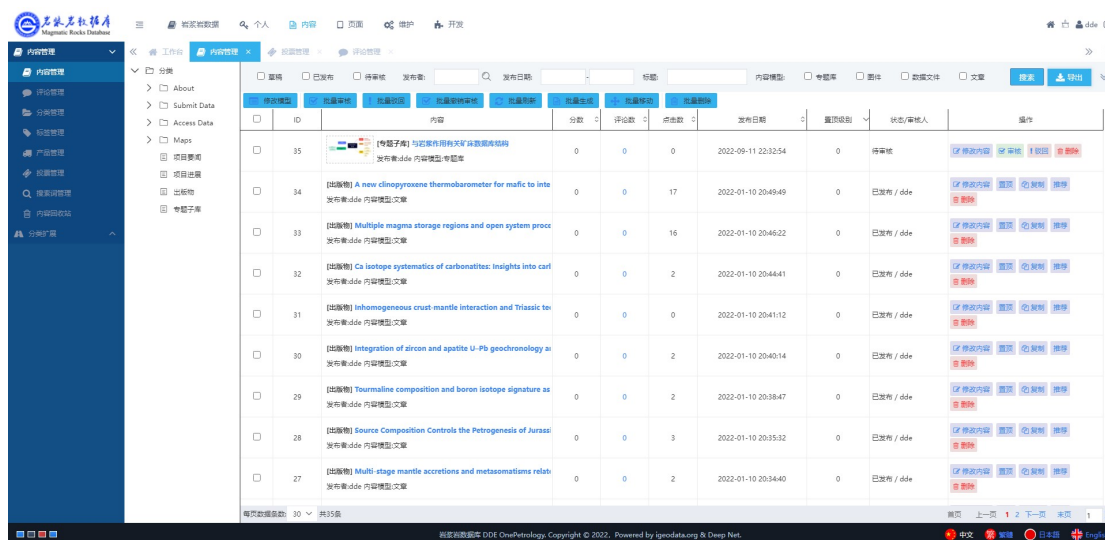 岩浆岩数据库
Magmatic Rocks Database
岩浆岩数据 个人 内容 页面 维护 开发
dde
内容管理
工作台 内容管理 × 投票管理 × 评论管理 ×
内容管理
评论管理
分类管理
标签管理
产品管理
投票管理
搜索词管理
内容回收站
分类扩展
分类
About
Submit Data
Access Data
Maps
项目要闻
项目进展
出版物
专题子库
草稿 已发布 待审核 发布者: 发布日期: - 标题: 内容模型: 专题库 图件 数据文件 文章 搜索 导出
修改模型 批量审核 批量驳回 批量撤销审核 批量刷新 批量生成 批量移动 批量删除
ID 内容 分数 评论数 点击数 发布日期 置顶级别 状态/审核人 操作
35 [专题子库] 与岩浆作用有关矿床数据库结构 0 0 0 2022-09-11 22:32:54 0 待审核 修改内容 审核 驳回 删除
发布者:dde 内容模型:专题库
34 [出版物] A new clinopyroxene thermobarometer for mafic to inte 0 0 17 2022-01-10 20:49:49 0 已发布 / dde 修改内容 置顶 复制 推荐
发布者:dde 内容模型:文章 删除
33 [出版物] Multiple magma storage regions and open system proce 0 0 16 2022-01-10 20:46:22 0 已发布 / dde 修改内容 置顶 复制 推荐
发布者:dde 内容模型:文章 删除
32 [出版物] Ca isotope systematics of carbonatites: Insights into carl 0 0 2 2022-01-10 20:44:41 0 已发布 / dde 修改内容 置顶 复制 推荐
发布者:dde 内容模型:文章 删除
31 [出版物] Inhomogeneous crust-mantle interaction and Triassic te 0 0 0 2022-01-10 20:41:12 0 已发布 / dde 修改内容 置顶 复制 推荐
发布者:dde 内容模型:文章 删除
30 [出版物] Integration of zircon and apatite U–Pb geochronology a 0 0 2 2022-01-10 20:40:14 0 已发布 / dde 修改内容 置顶 复制 推荐
发布者:dde 内容模型:文章 删除
29 [出版物] Tourmaline composition and boron isotope signature as 0 0 2 2022-01-10 20:38:47 0 已发布 / dde 修改内容 置顶 复制 推荐
发布者:dde 内容模型:文章 删除
28 [出版物] Source Composition Controls the Petrogenesis of Jurassi 0 0 3 2022-01-10 20:35:32 0 已发布 / dde 修改内容 置顶 复制 推荐
发布者:dde 内容模型:文章 删除
27 [出版物] Multi-stage mantle accretions and metasomatisms relat 0 0 2 2022-01-10 20:34:40 0 已发布 / dde 修改内容 置顶 复制 推荐
发布者:dde 内容模型:文章 删除
每页数据条数: 30 共35条 首页 上一页 1 2 下一页 末页 1
岩浆岩数据库 DDE OnePetrology. Copyright © 2022, Powered by igeodata.org & Deep Net. 中文 繁體 日本語 Englis